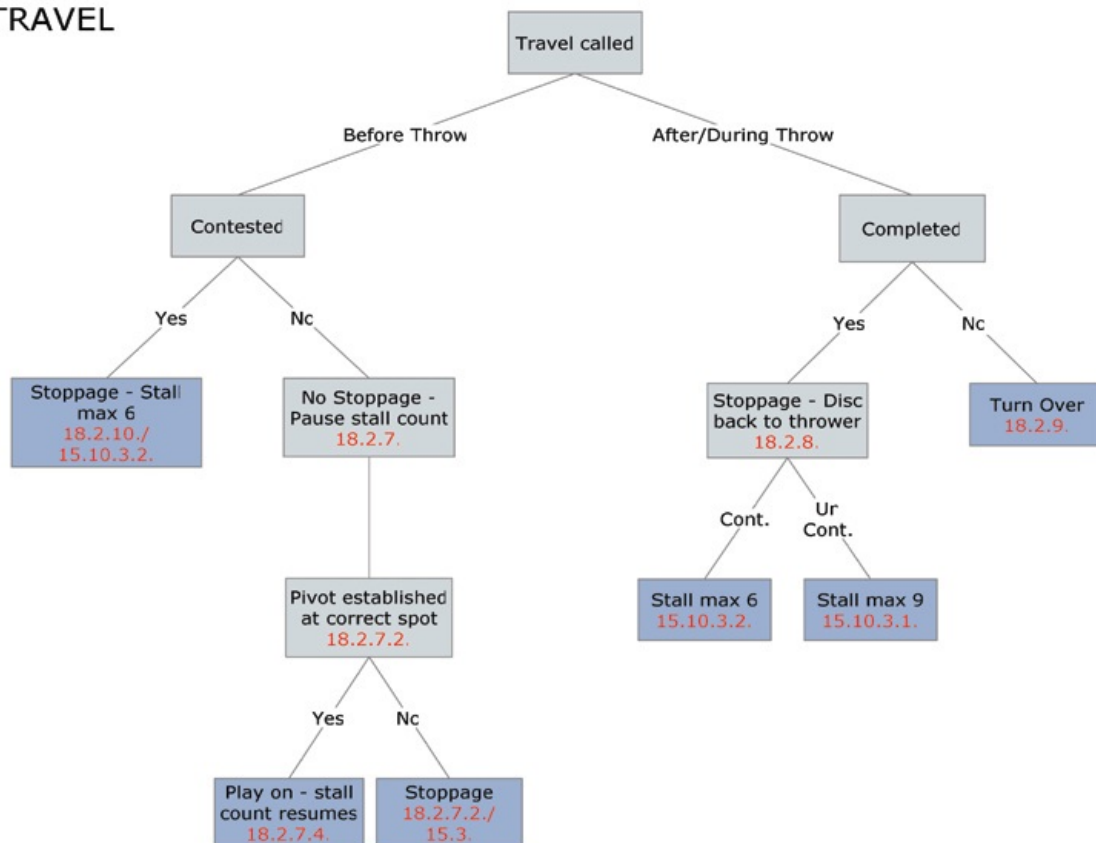 TRAVEL
Travel called
Before Throw
After/During Throw
Contested
Completed
Yes
Nc
Yes
Nc
Stoppage - Stall
max 6
18.2.10./
15.10.3.2.
No Stoppage -
Pause stall count
18.2.7.
Stoppage - Disc
back to thrower
18.2.8.
Turn Over
18.2.9.
Cont.
Ur
Cont.
Pivot established
at correct spot
18.2.7.2.
Stall max 6
15.10.3.2.
Stall max 9
15.10.3.1.
Yes
Nc
Play on - stall
count resumes
18.2.7.4.
Stoppage
18.2.7.2./
15.3.